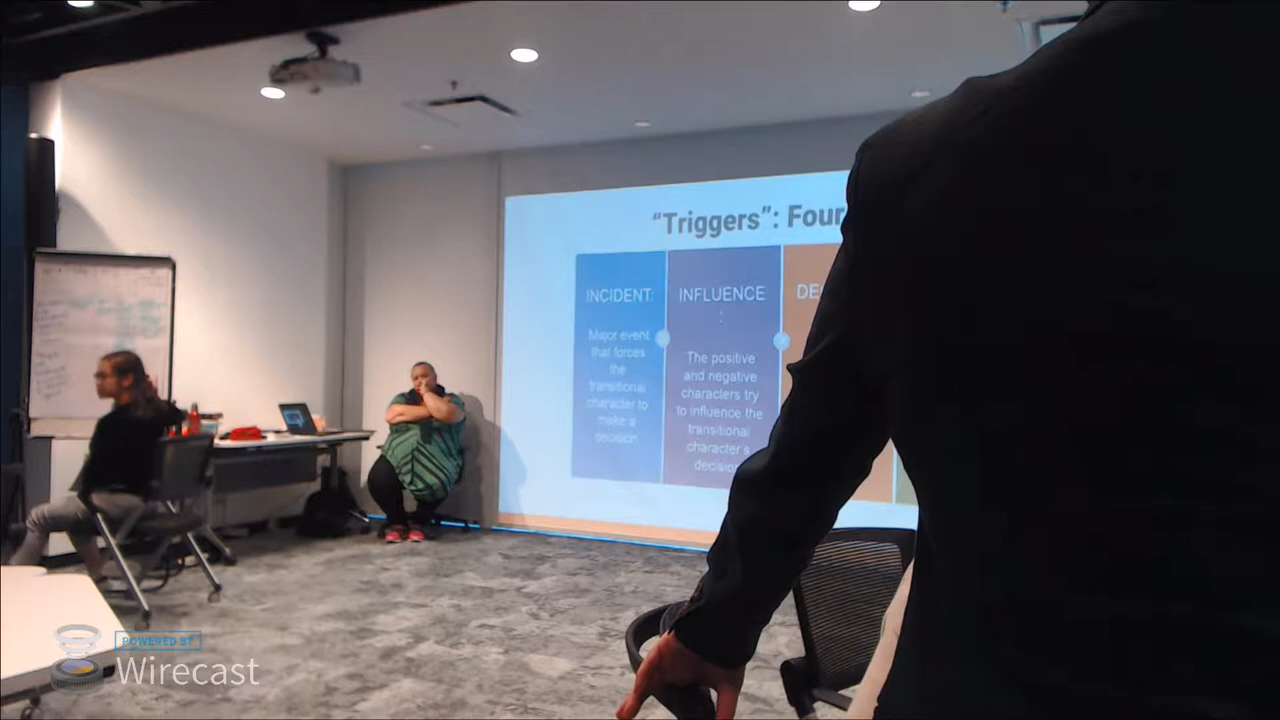 "Triggers": Four
INCIDENT:
Major event
that forces
the
transitional
character to
make a
decision
INFLUENCE
:
The positive
and negative
characters try
to influence the
transitional
character's
decision
DE
POWERED BY
Wirecast